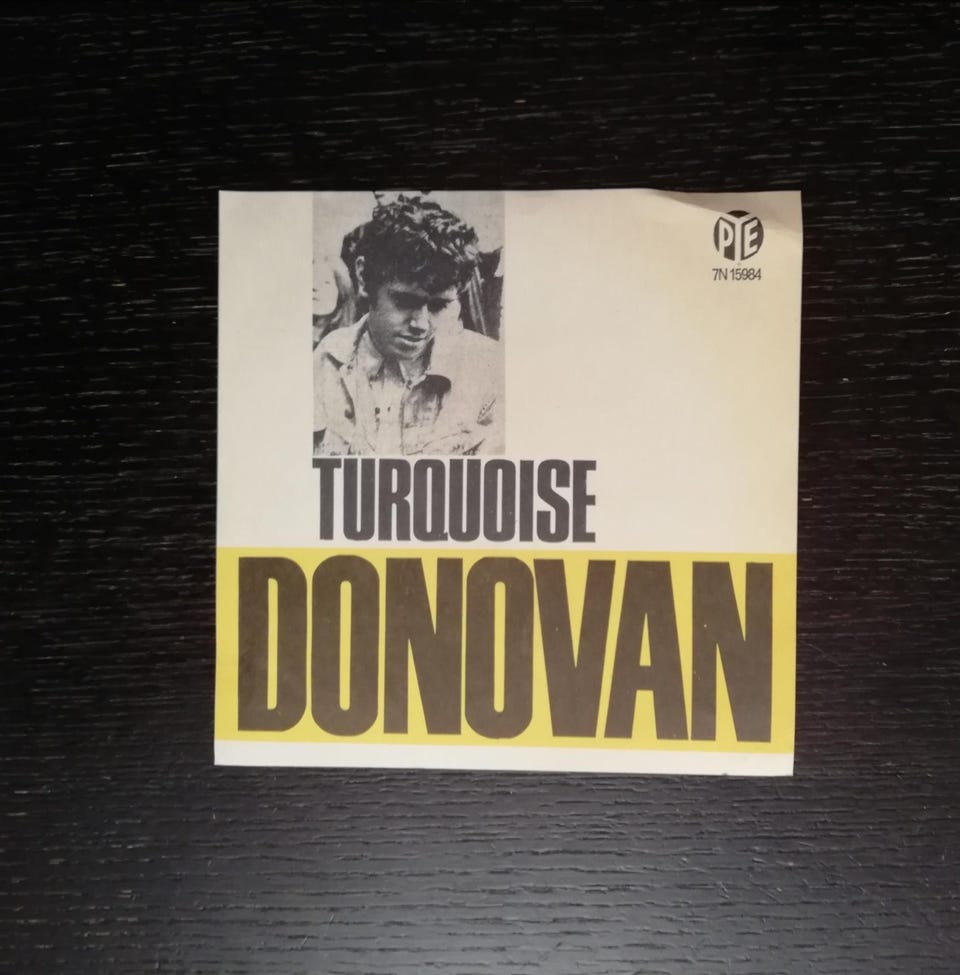 PYE
7N 15984
TURQUOISE
DONOVAN